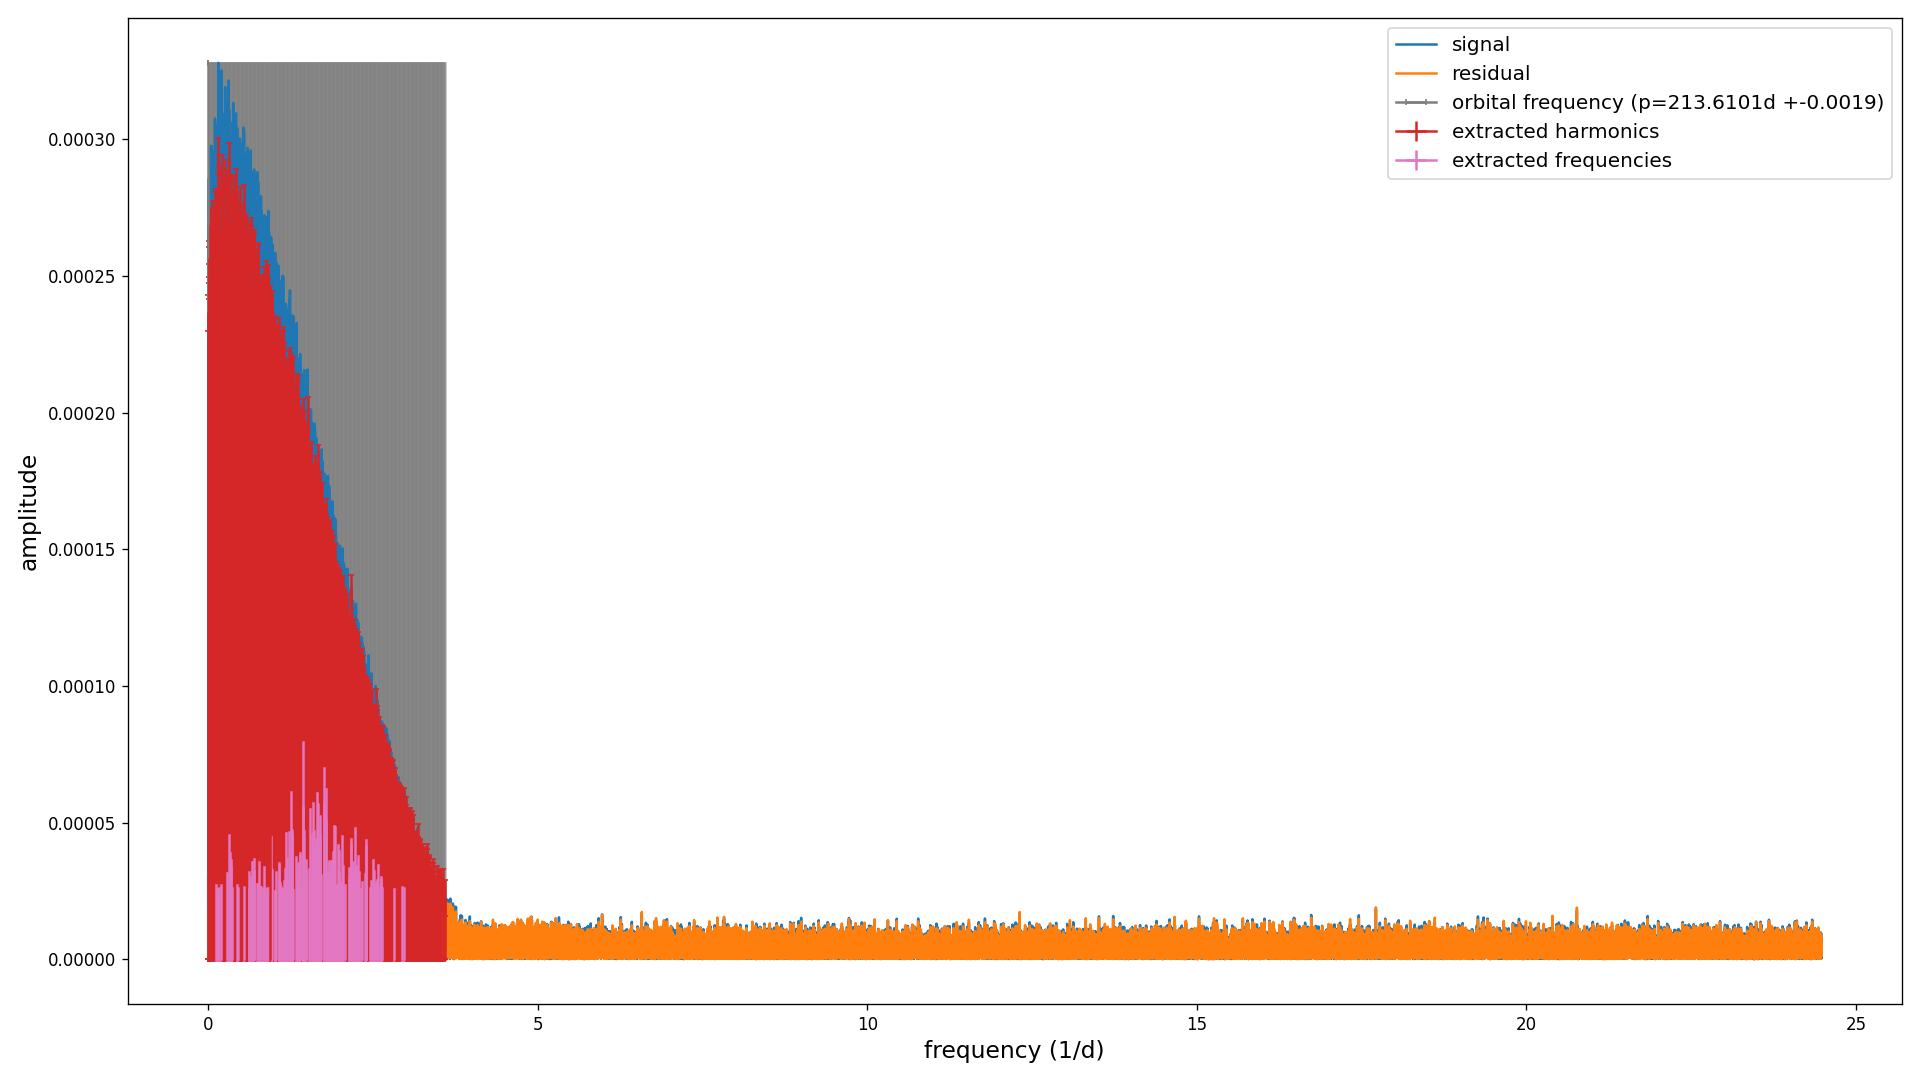 signal
residual
orbital frequency (p=213.6101d +-0.0019)
extracted harmonics
extracted frequencies
0.00030
0.00025
0.00020
0.00015
0.00010
0.00005
0.00000
amplitude
0 5 10 15 20 25
frequency (1/d)